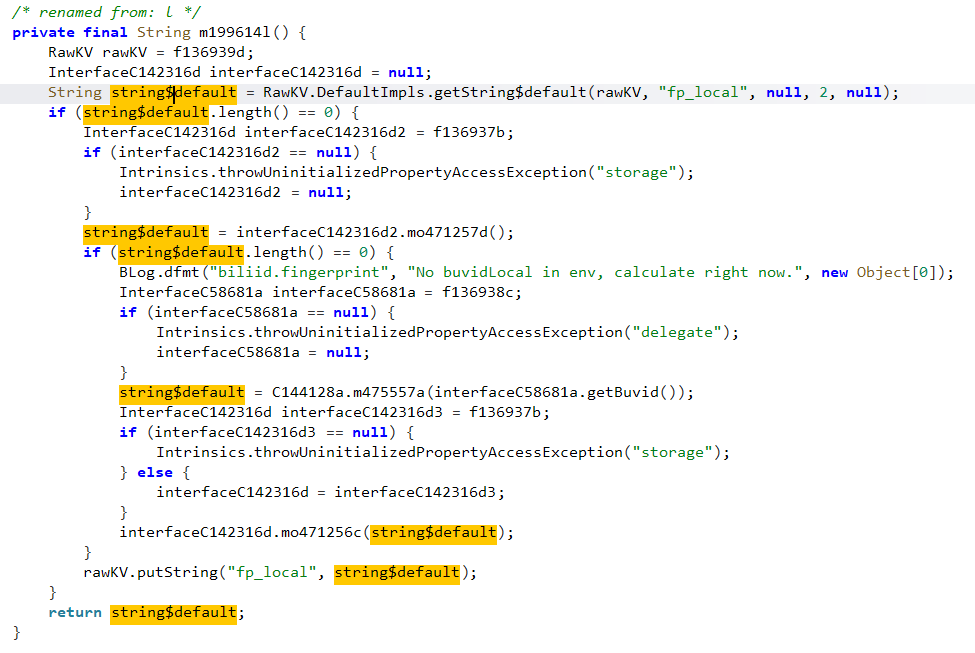 /* renamed from: l */
private final String m199614l() {
RawKV rawKV = f136939d;
InterfaceC142316d interfaceC142316d = null;
String string$default = RawKV.DefaultImpls.getString$default(rawKV, "fp_local", null, 2, null);
if (string$default.length() == 0) {
InterfaceC142316d interfaceC142316d2 = f136937b;
if (interfaceC142316d2 == null) {
Intrinsics.throwUninitializedPropertyAccessException("storage");
interfaceC142316d2 = null;
}
string$default = interfaceC142316d2.mo471257d();
if (string$default.length() == 0) {
BLog.dfmt("biliid.fingerprint", "No buvidLocal in env, calculate right now.", new Object[0]);
InterfaceC58681a interfaceC58681a = f136938c;
if (interfaceC58681a == null) {
Intrinsics.throwUninitializedPropertyAccessException("delegate");
interfaceC58681a = null;
}
string$default = C144128a.m475557a(interfaceC58681a.getBuvid());
InterfaceC142316d interfaceC142316d3 = f136937b;
if (interfaceC142316d3 == null) {
Intrinsics.throwUninitializedPropertyAccessException("storage");
} else {
interfaceC142316d = interfaceC142316d3;
}
interfaceC142316d.mo471256c(string$default);
}
rawKV.putString("fp_local", string$default);
}
return string$default;
}